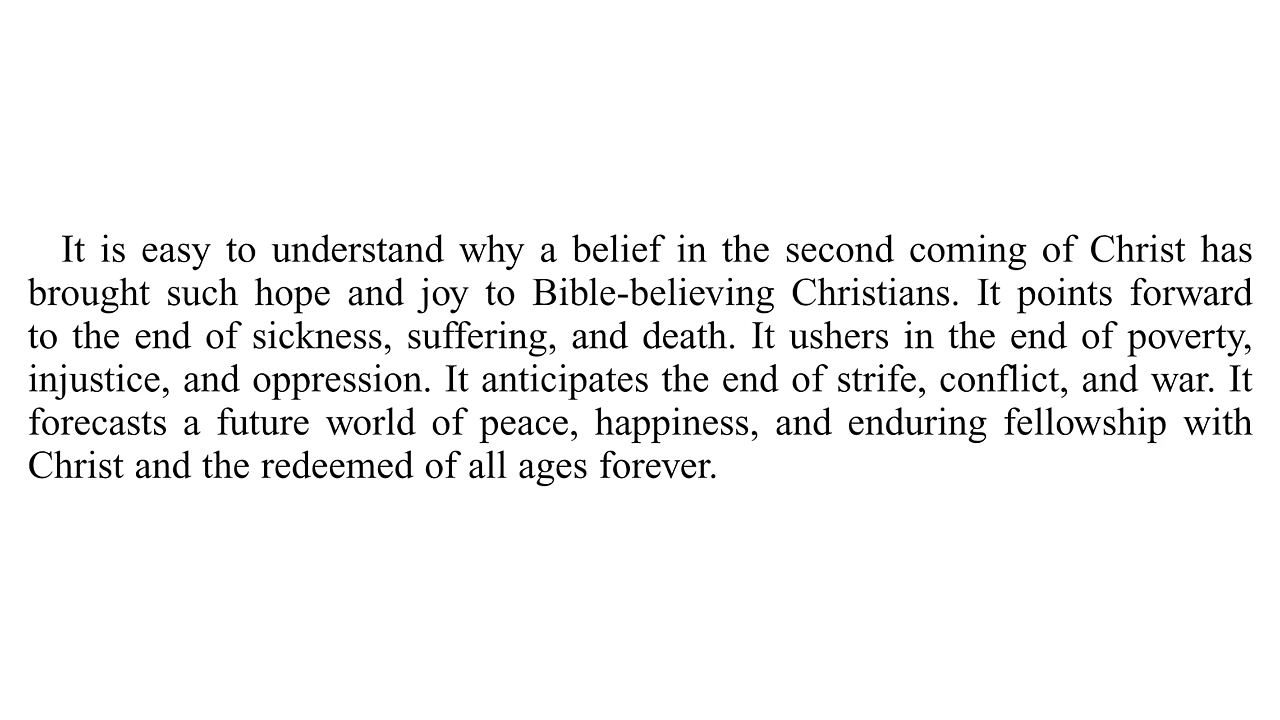 It is easy to understand why a belief in the second coming of Christ has
brought such hope and joy to Bible-believing Christians. It points forward
to the end of sickness, suffering, and death. It ushers in the end of poverty,
injustice, and oppression. It anticipates the end of strife, conflict, and war. It
forecasts a future world of peace, happiness, and enduring fellowship with
Christ and the redeemed of all ages forever.